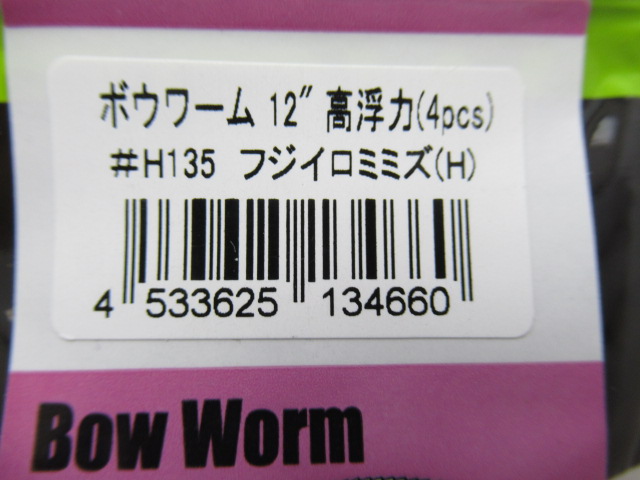 ボウワーム 12" 高浮力(4pcs)
#H135 フジイロミミズ(H)
4 533625 134660
Bow Worm